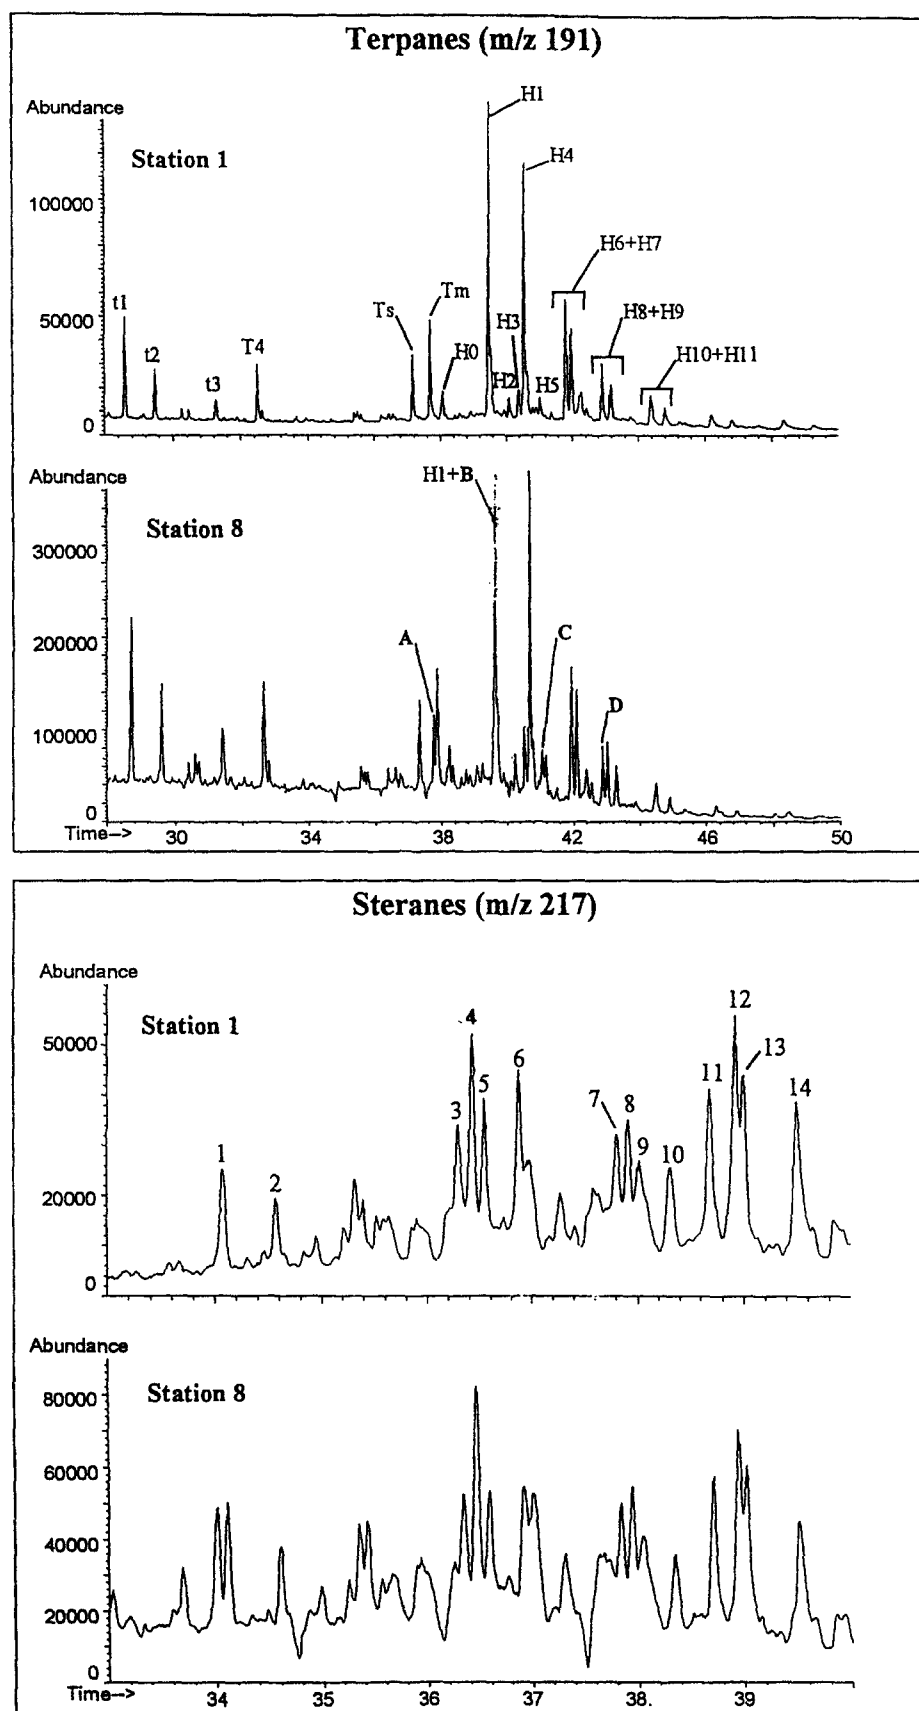 Terpanes (m/z 191)
Abundance
Station 1
100000
50000
0
t1
t2
t3
T4
Ts
Tm
H0
H1
H2
H3
H4
H5
H6+H7
H8+H9
H10+H11
Abundance
Station 8
300000
200000
100000
0
A
H1+B
C
D
Time-->
30 34 38 42 46 50
Steranes (m/z 217)
Abundance
Station 1
50000
20000
0
1
2
3
4
5
6
7
8
9
10
11
12
13
14
Abundance
Station 8
80000
60000
40000
20000
0
Time-->
34 35 36 37 38. 39